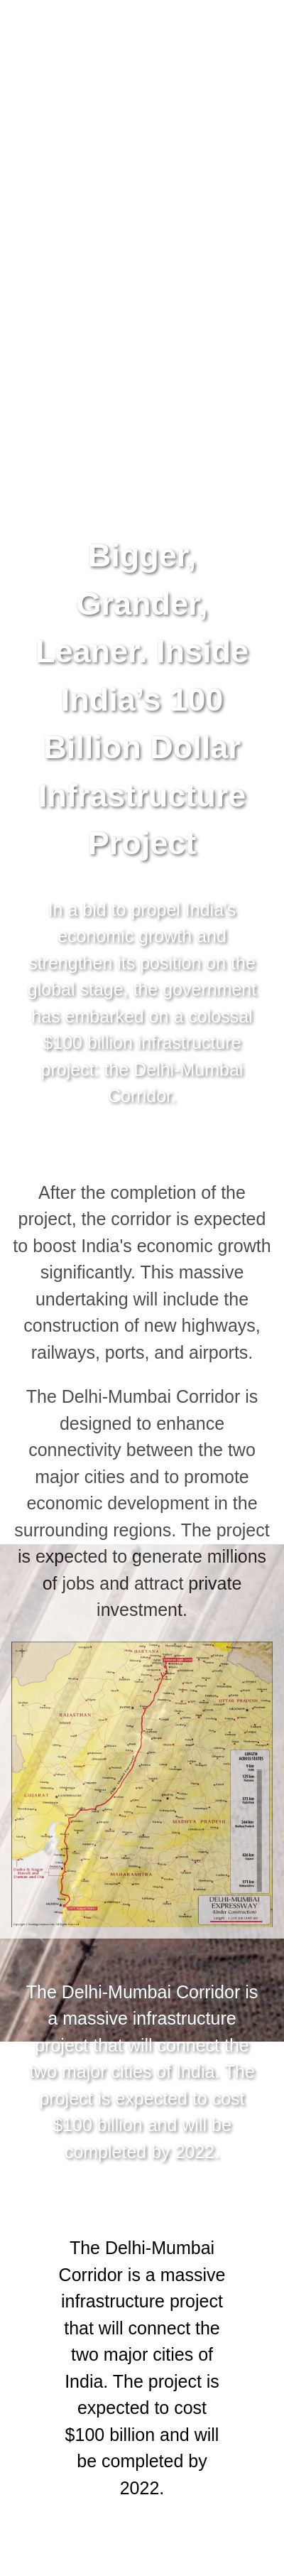 Bigger,
Grander,
Leaner. Inside
India's 100
Billion Dollar
Infrastructure
Project
In a bid to propel India's
economic growth and
strengthen its position on the
global stage, the government
has embarked on a colossal
$100 billion infrastructure
project: the Delhi-Mumbai
Corridor.
After the completion of the
project, the corridor is expected
to boost India's economic growth
significantly. This massive
undertaking will include the
construction of new highways,
railways, ports, and airports.
The Delhi-Mumbai Corridor is
designed to enhance
connectivity between the two
major cities and to promote
economic development in the
surrounding regions. The project
is expected to generate millions
of jobs and attract private
investment.
HARYANA
UTTAR PRADESH
RAJASTHAN
GUJARAT
MADHYA PRADESH
MAHARASHTRA
LENGTH
ACROSS STATES
DELHI-MUMBAI
EXPRESSWAY
(Under Construction)
The Delhi-Mumbai Corridor is
a massive infrastructure
project that will connect the
two major cities of India. The
project is expected to cost
$100 billion and will be
completed by 2022.
The Delhi-Mumbai
Corridor is a massive
infrastructure project
that will connect the
two major cities of
India. The project is
expected to cost
$100 billion and will
be completed by
2022.